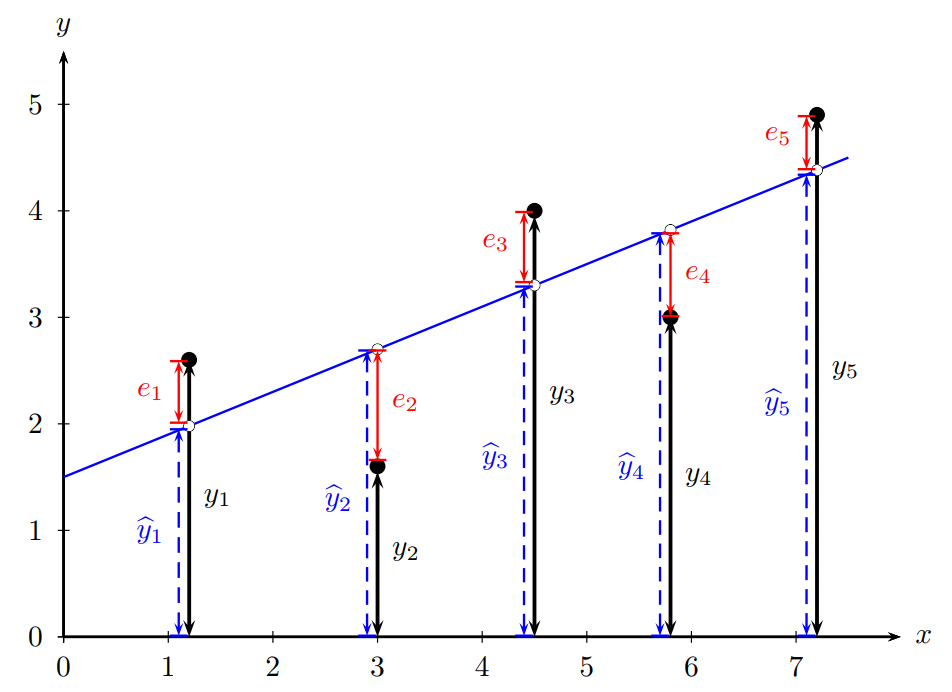 y
5
4
3
2
1
0
0 1 2 3 4 5 6 7 x
e₁
ŷ₁
y₁
e₂
ŷ₂
y₂
e₃
ŷ₃
y₃
e₄
ŷ₄
y₄
e₅
ŷ₅
y₅